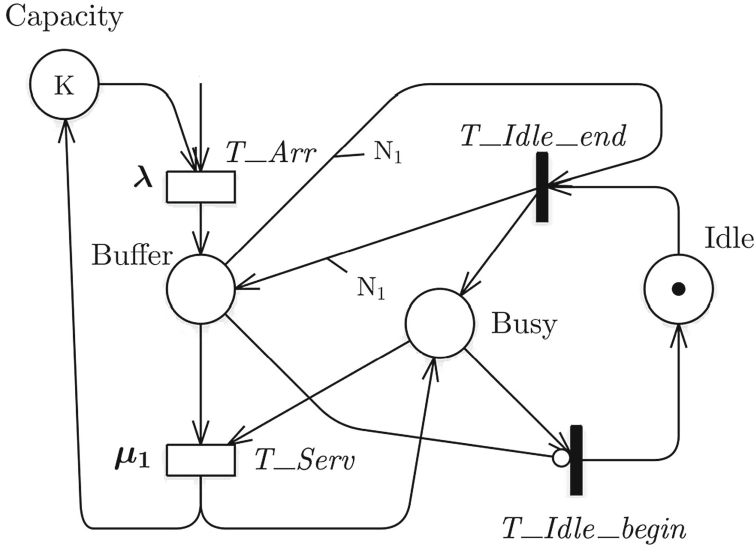 Capacity
K
T_Arr
N₁
T_Idle_end
λ
Buffer
Idle
N₁
Busy
μ₁
T_Serv
T_Idle_begin